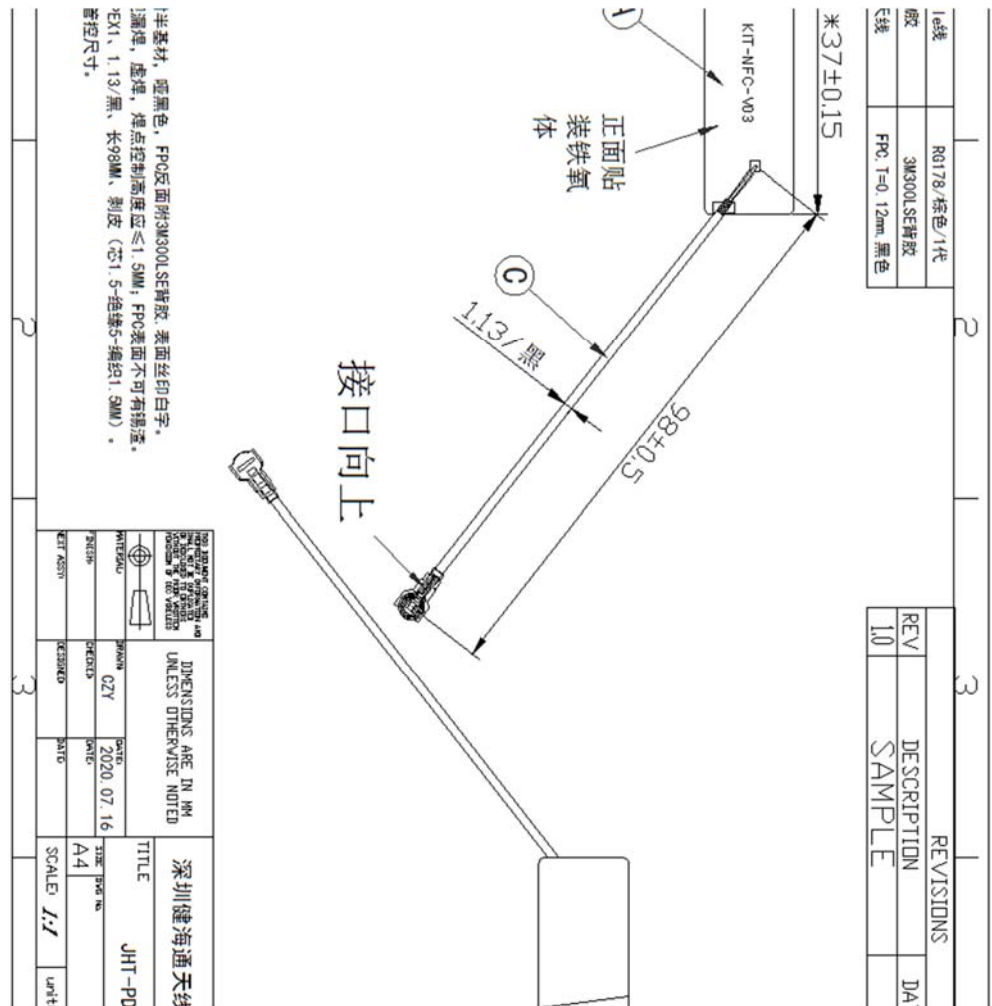 le线
RG178/棕色/1代
胶
3M300LSE背胶
天线
FPC, T=0.12mm, 黑色
REVISIONS
REV
DESCRIPTION
DA
1.0
SAMPLE
※37±0.15
KIT-NFC-V03
正面贴
装铁氧
体
C
1.13/黑
98±0.5
接口向上
2
3
2
3
半基材, 哑黑色, FPC反面附3M300LSE背胶. 表面丝印白字。
漏焊, 虚焊, 焊点控制高度应≤1.5MM; FPC表面不可有锡渣。
PEX1、1.13/黑、长98MM、剥皮（芯1.5-绝缘5-编织1.5MM）。
管控尺寸。
DIMENSIONS ARE IN MM
UNLESS OTHERWISE NOTED
MATERIAL:
FINISH:
NEXT ASSY:
DRAWN:
CZY
CHECKED:
DESIGNED:
DATE:
2020.07.16
DATE:
DATE:
深圳健海通天线
TITLE
JHT-PD
SIZE
A4
DWG No.
SCALE: 1:1
unit